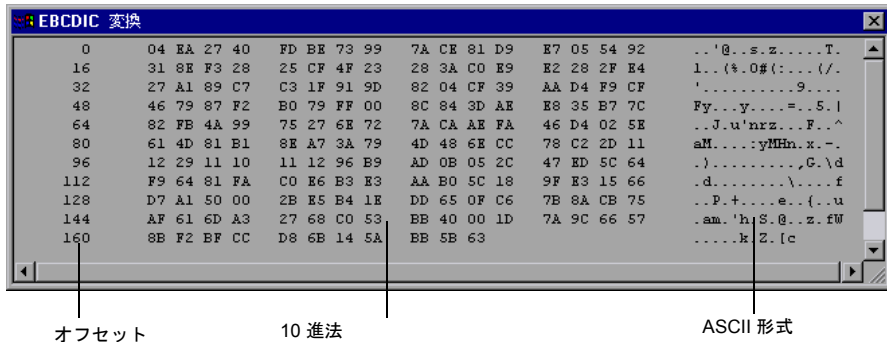 EBCDIC 変換
0 04 EA 27 40 FD BE 73 99 7A CE 81 D9 E7 05 54 92 ..'@..s.z.....T.
16 31 8E F3 28 25 CF 4F 23 28 3A C0 E9 E2 28 2F E4 1..(%.O#(:...(/.
32 27 A1 89 C7 C3 1F 91 9D 82 04 CF 39 AA D4 F9 CF '..........9....
48 46 79 87 F2 B0 79 FF 00 8C 84 3D AE E8 35 B7 7C Fy...y....=..5.|
64 82 FB 4A 99 75 27 6E 72 7A CA AE FA 46 D4 02 5E ..J.u'nrz...F..^
80 61 4D 81 B1 8E A7 3A 79 4D 48 6E CC 78 C2 2D 11 aM....:yMHn.x.-.
96 12 29 11 10 11 12 96 B9 AD 0B 05 2C 47 ED 5C 64 .).........,G.\d
112 F9 64 81 FA C0 E6 B3 E3 AA B0 5C 18 9F E3 15 66 .d........\....f
128 D7 A1 50 00 2B E5 B4 1E DD 65 0F C6 7B 8A CB 75 ..P.+....e..{..u
144 AF 61 6D A3 27 68 C0 53 BB 40 00 1D 7A 9C 66 57 .am.'h.S.@..z.fW
160 8B F2 BF CC D8 6B 14 5A BB 5B 63 .....k.Z.[c
オフセット 10 進法 ASCII 形式